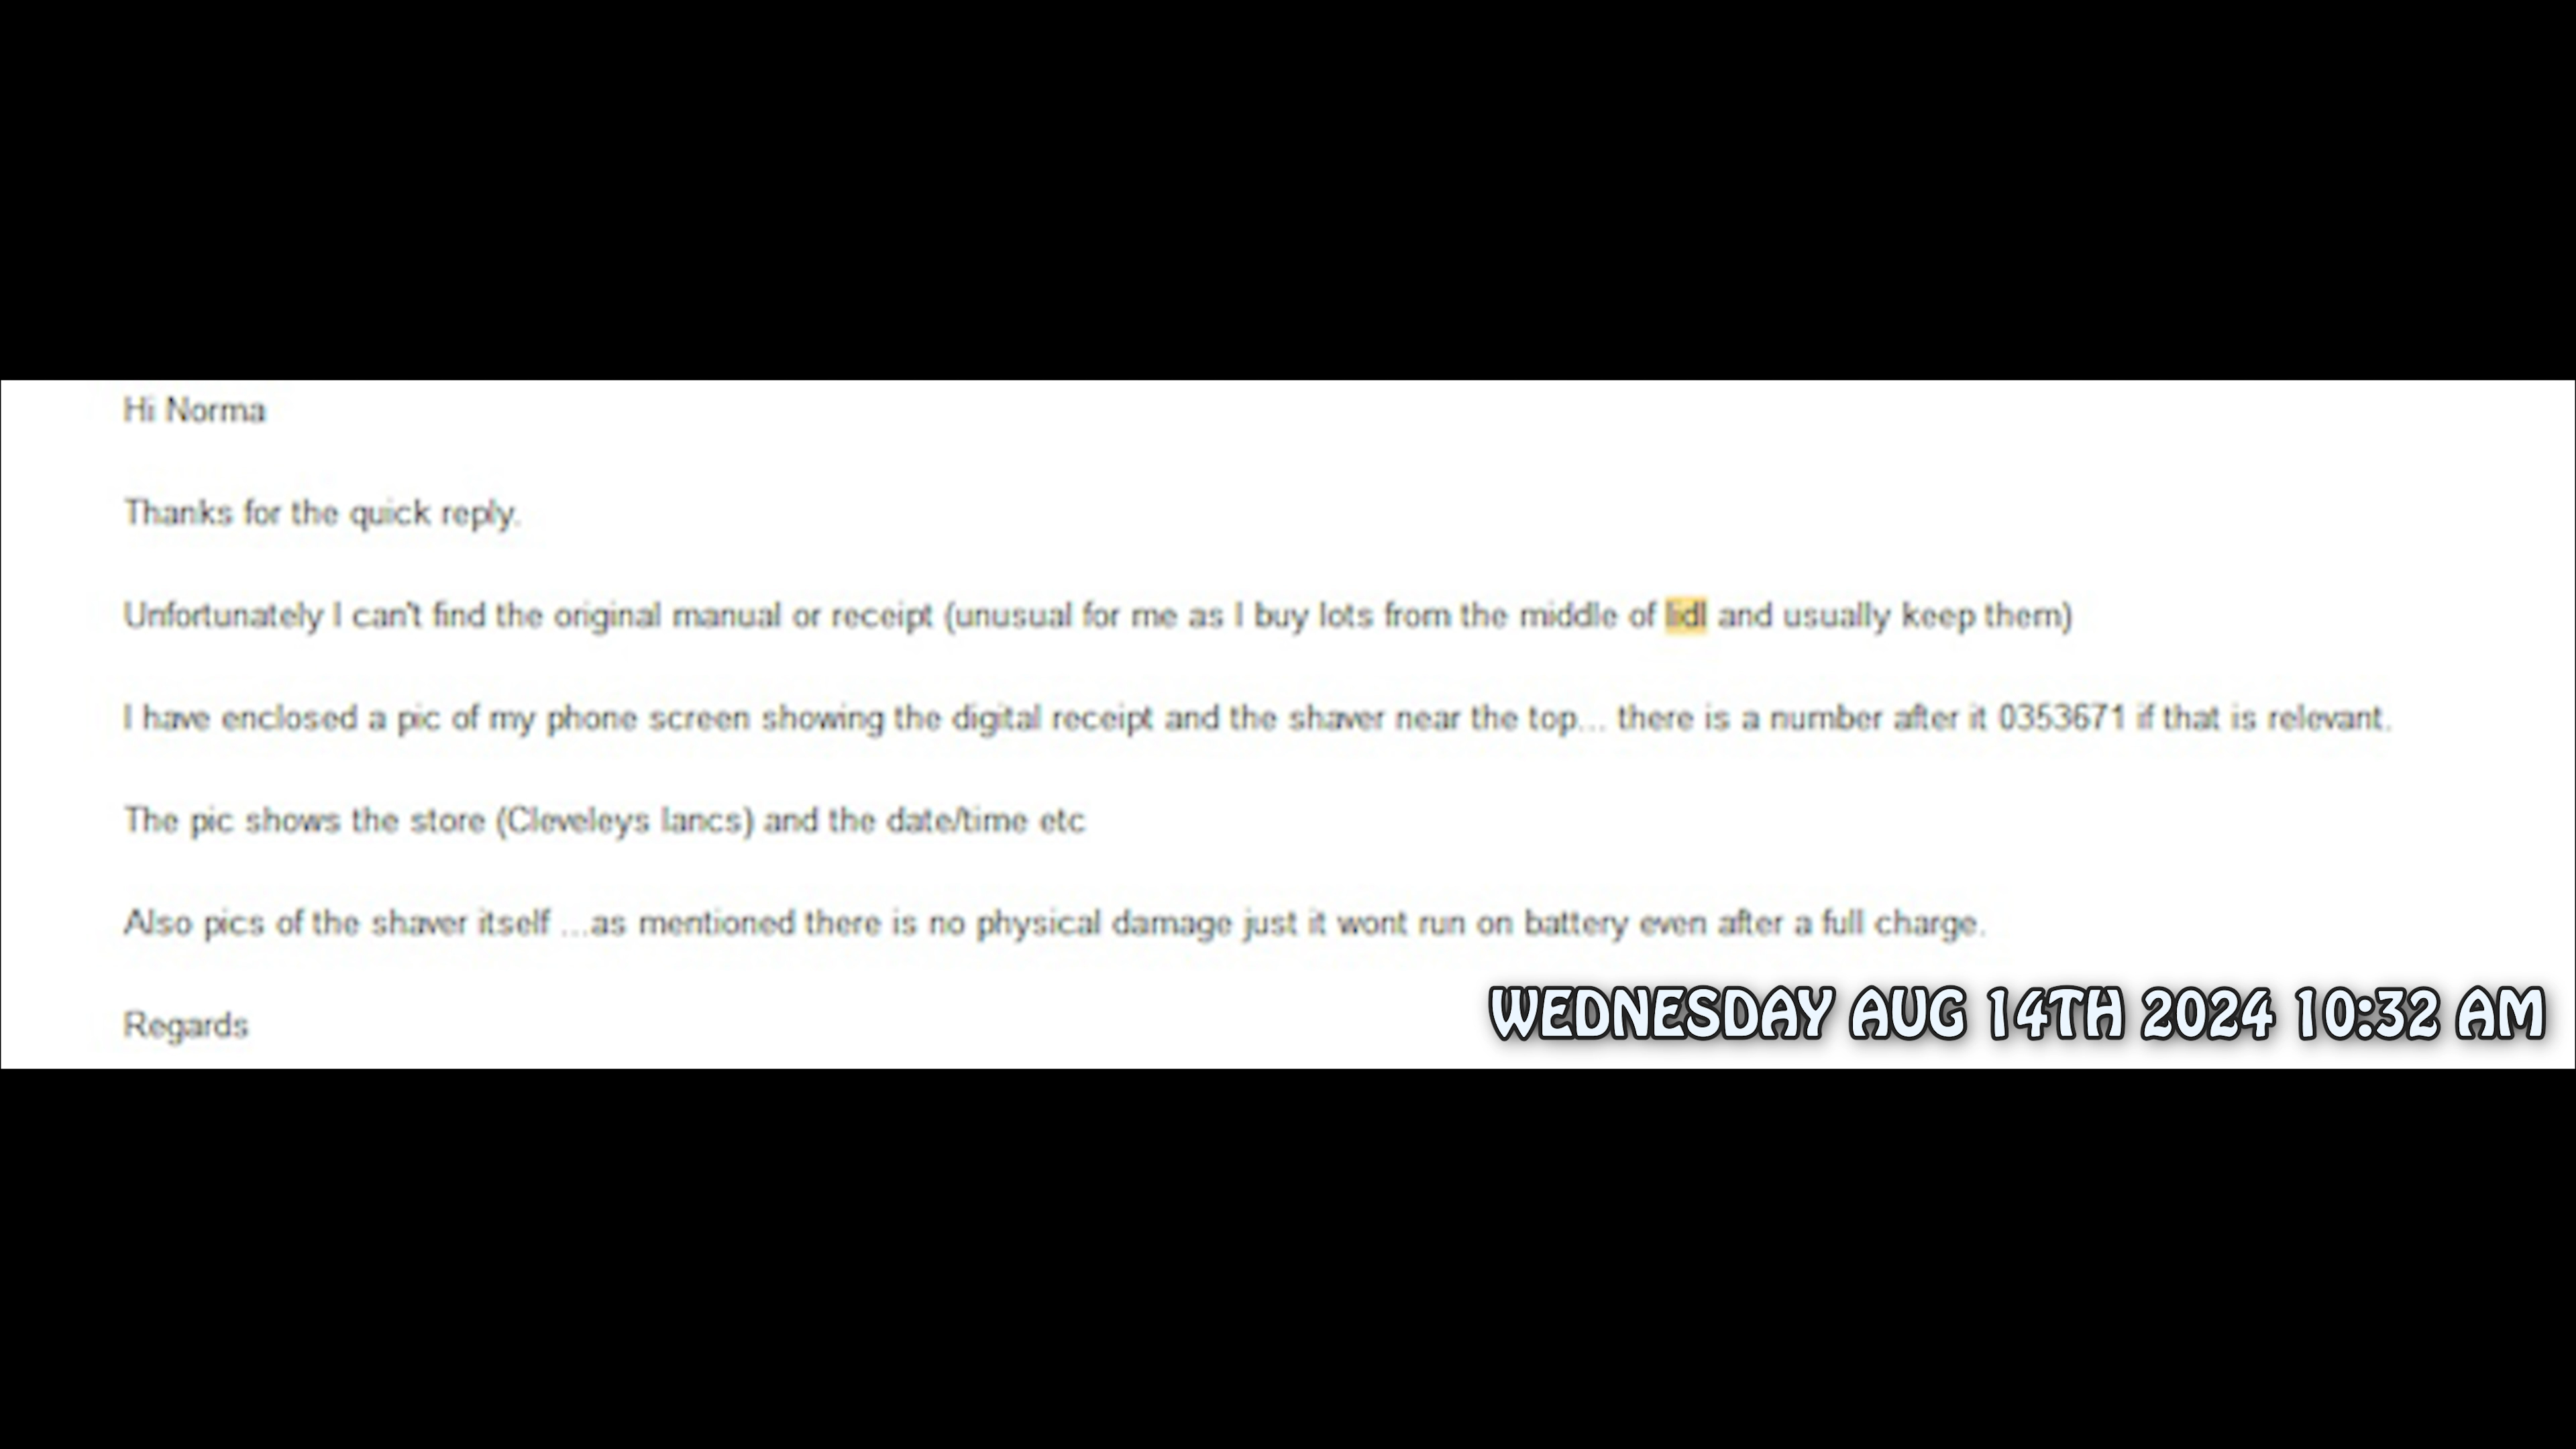 Hi Norma
Thanks for the quick reply.
Unfortunately I can't find the original manual or receipt (unusual for me as I buy lots from the middle of lidl and usually keep them)
I have enclosed a pic of my phone screen showing the digital receipt and the shaver near the top... there is a number after it 0353671 if that is relevant.
The pic shows the store (Cleveleys lancs) and the date/time etc
Also pics of the shaver itself ...as mentioned there is no physical damage just it wont run on battery even after a full charge.
Regards
WEDNESDAY AUG 14TH 2024 10:32 AM